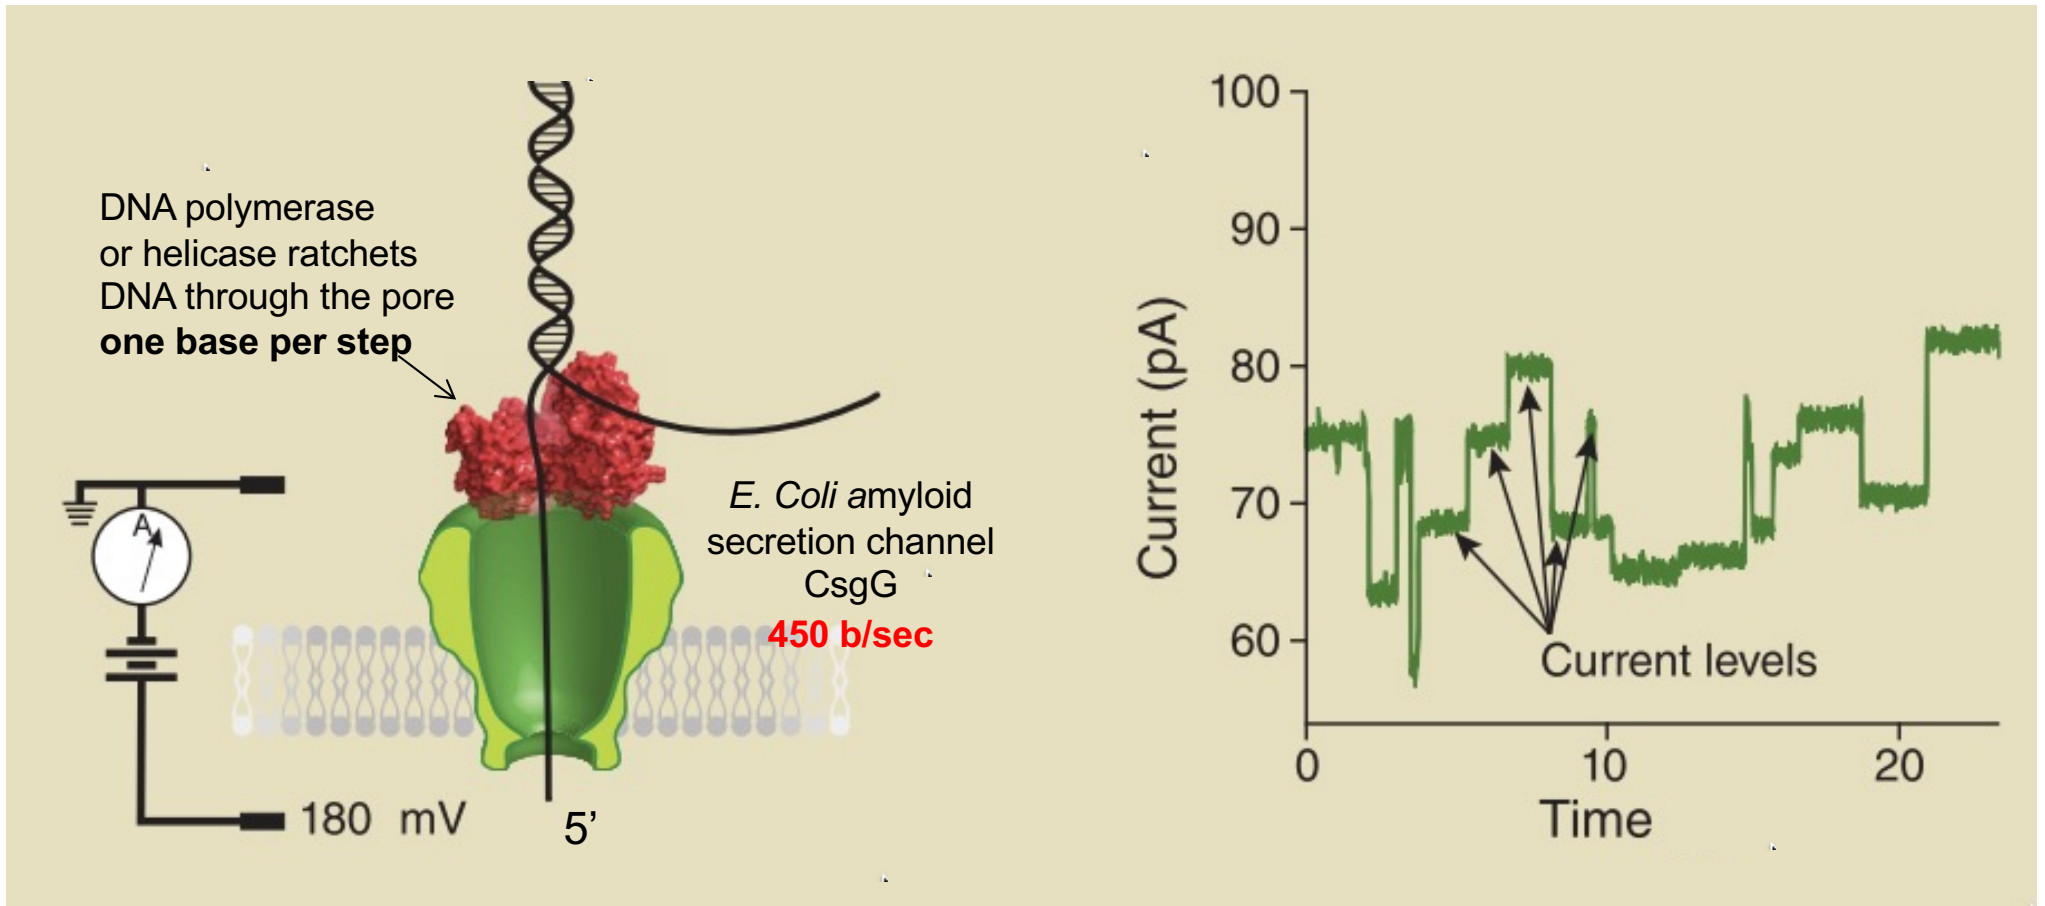 DNA polymerase
or helicase ratchets
DNA through the pore
one base per step
A
180 mV
5’
E. Coli amyloid
secretion channel
CsgG
450 b/sec
100
90
80
70
60
Current (pA)
Current levels
0 10 20
Time